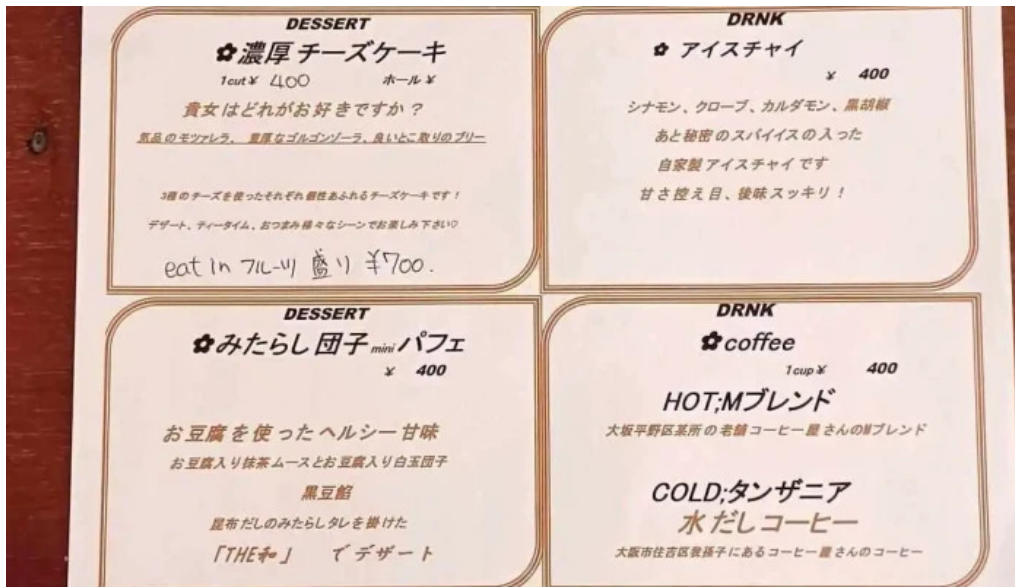 DESSERT
✿濃厚チーズケーキ
1cut¥ 400 ホール¥
貴女はどれがお好きですか？
気品のモッツァレラ、重厚なゴルゴンゾーラ、良いとこ取りのブリー
3種のチーズを使ったそれぞれ個性あふれるチーズケーキです！
デザート、ティータイム、おつまみ様々なシーンでお楽しみ下さい♡
eat in フルーツ 盛り ¥700.
DRNK
✿ アイスチャイ
¥ 400
シナモン、クローブ、カルダモン、黒胡椒
あと秘密のスパイイスの入った
自家製アイスチャイです
甘さ控え目、後味スッキリ！
DESSERT
✿みたらし団子miniパフェ
¥ 400
お豆腐を使ったヘルシー甘味
お豆腐入り抹茶ムースとお豆腐入り白玉団子
黒豆餡
昆布だしのみたらしタレを掛けた
「THE和」 でデザート
DRNK
✿coffee
1cup¥ 400
HOT;Mブレンド
大坂平野区某所の老舗コーヒー屋さんのMブレンド
COLD;タンザニア
水だしコーヒー
大阪市住吉区我孫子にあるコーヒー屋さんのコーヒー